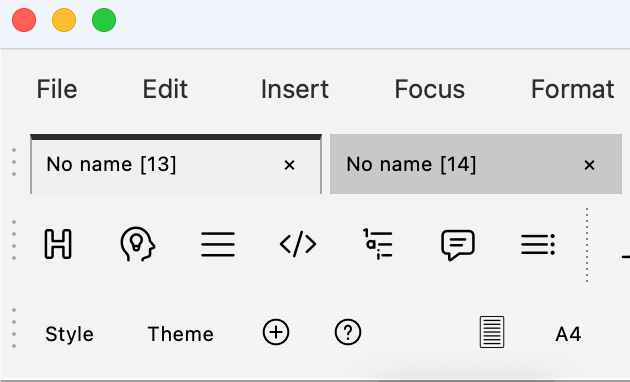 File Edit Insert Focus Format
No name [13] × No name [14] ×
Style Theme A4